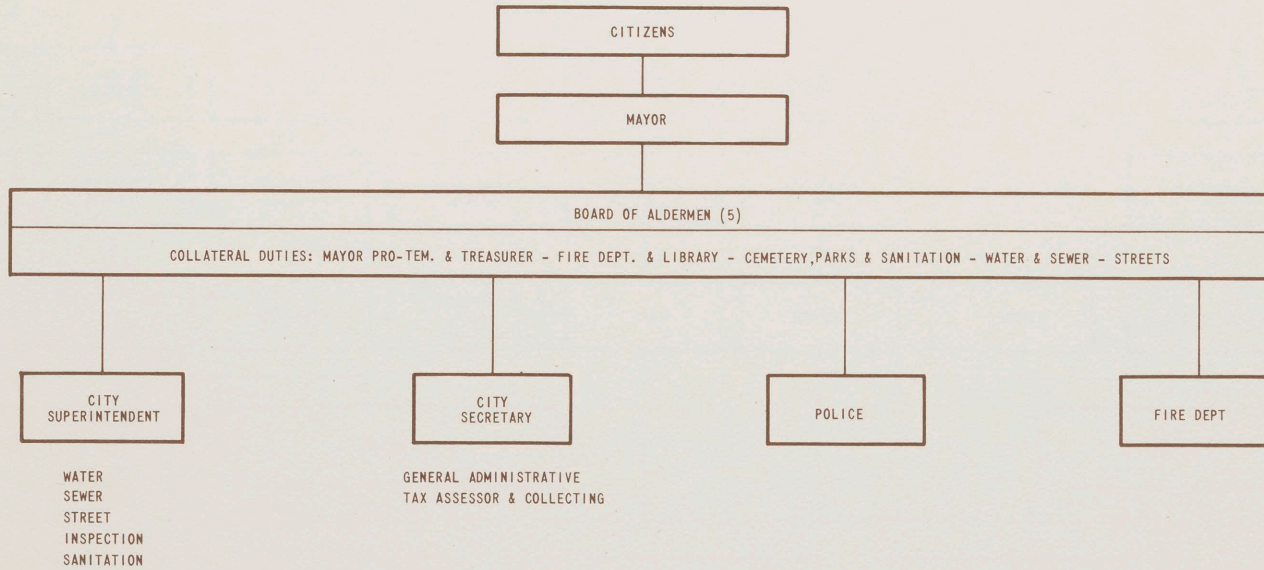 CITIZENS
MAYOR
BOARD OF ALDERMEN (5)
COLLATERAL DUTIES: MAYOR PRO-TEM. & TREASURER - FIRE DEPT. & LIBRARY - CEMETERY,PARKS & SANITATION - WATER & SEWER - STREETS
CITY
SUPERINTENDENT
WATER
SEWER
STREET
INSPECTION
SANITATION
CITY
SECRETARY
GENERAL ADMINISTRATIVE
TAX ASSESSOR & COLLECTING
POLICE
FIRE DEPT